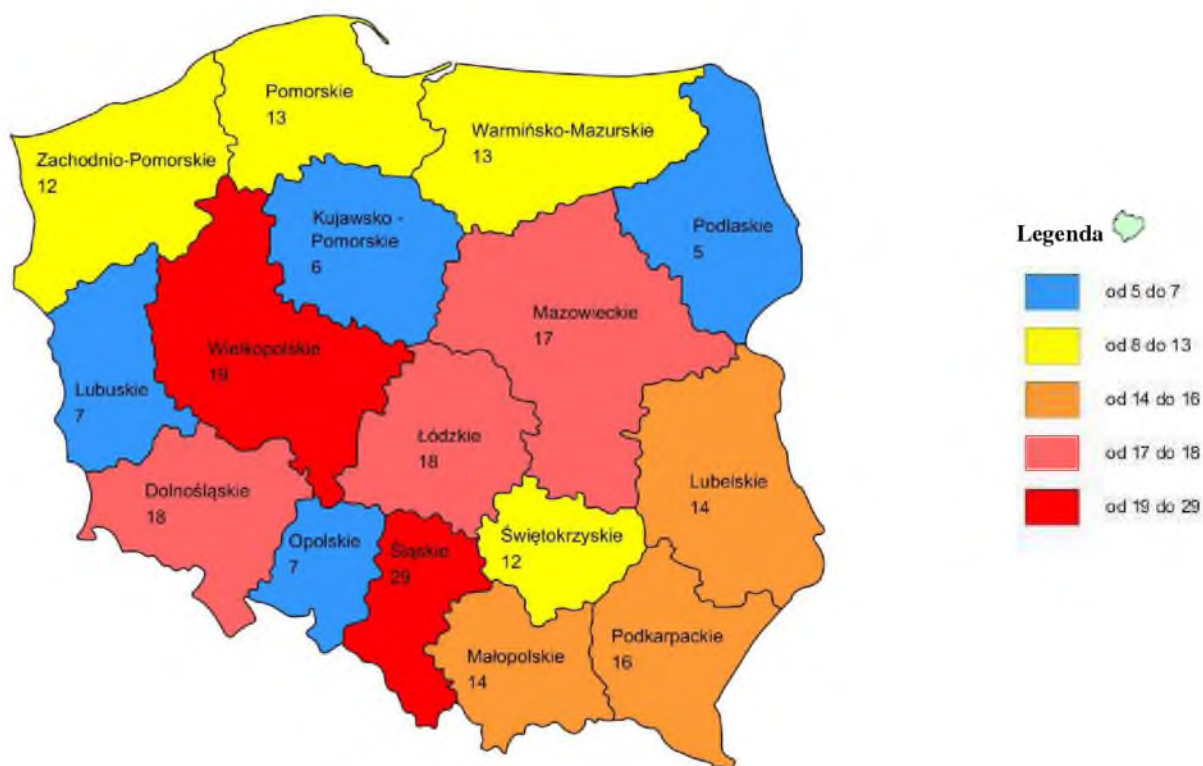 Pomorskie
13
Warmińsko-Mazurskie
13
Zachodnio-Pomorskie
12
Kujawsko -
Pomorskie
6
Podlaskie
5
Mazowieckie
17
Wielkopolskie
19
Lubuskie
7
Łódzkie
18
Dolnośląskie
18
Lubelskie
14
Opolskie
7
Śląskie
29
Świętokrzyskie
12
Małopolskie
14
Podkarpackie
16
Legenda
od 5 do 7
od 8 do 13
od 14 do 16
od 17 do 18
od 19 do 29